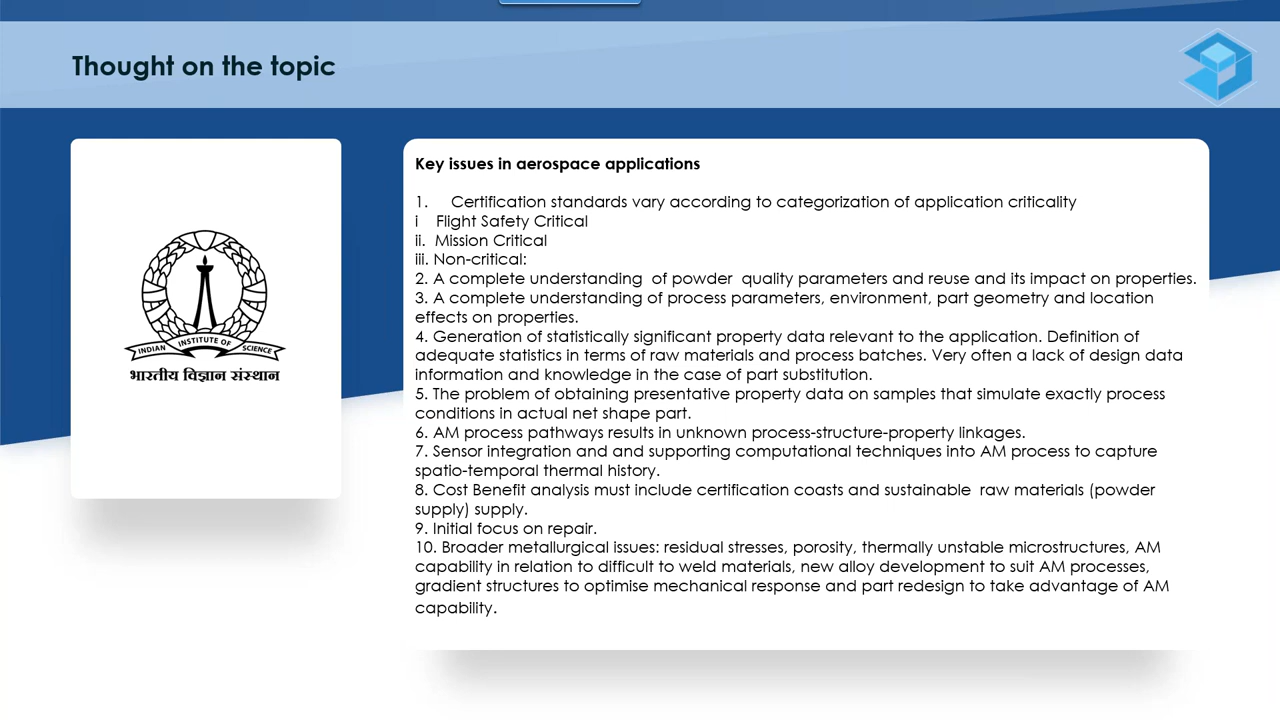 Thought on the topic
INDIAN INSTITUTE OF SCIENCE
भारतीय विज्ञान संस्थान
Key issues in aerospace applications
1. Certification standards vary according to categorization of application criticality
i Flight Safety Critical
ii. Mission Critical
iii. Non-critical:
2. A complete understanding of powder quality parameters and reuse and its impact on properties.
3. A complete understanding of process parameters, environment, part geometry and location
effects on properties.
4. Generation of statistically significant property data relevant to the application. Definition of
adequate statistics in terms of raw materials and process batches. Very often a lack of design data
information and knowledge in the case of part substitution.
5. The problem of obtaining presentative property data on samples that simulate exactly process
conditions in actual net shape part.
6. AM process pathways results in unknown process-structure-property linkages.
7. Sensor integration and and supporting computational techniques into AM process to capture
spatio-temporal thermal history.
8. Cost Benefit analysis must include certification coasts and sustainable raw materials (powder
supply) supply.
9. Initial focus on repair.
10. Broader metallurgical issues: residual stresses, porosity, thermally unstable microstructures, AM
capability in relation to difficult to weld materials, new alloy development to suit AM processes,
gradient structures to optimise mechanical response and part redesign to take advantage of AM
capability.